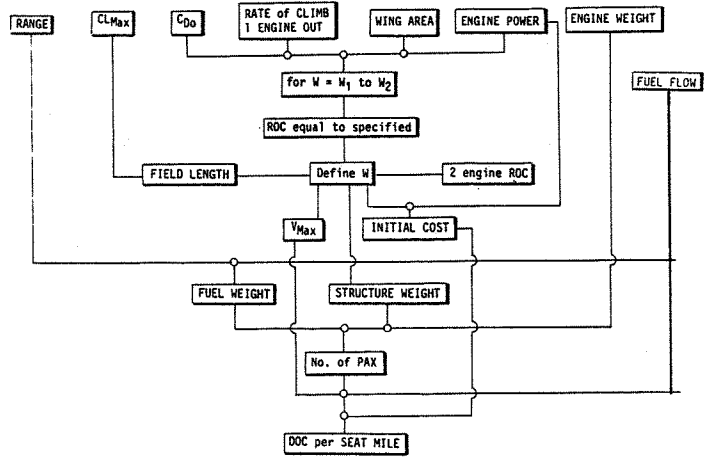 RANGE
CLMax
CDo
RATE of CLIMB
1 ENGINE OUT
WING AREA
ENGINE POWER
ENGINE WEIGHT
FUEL FLOW
for W = W1 to W2
ROC equal to specified
FIELD LENGTH
Define W
2 engine ROC
VMax
INITIAL COST
FUEL WEIGHT
STRUCTURE WEIGHT
No. of PAX
DOC per SEAT MILE